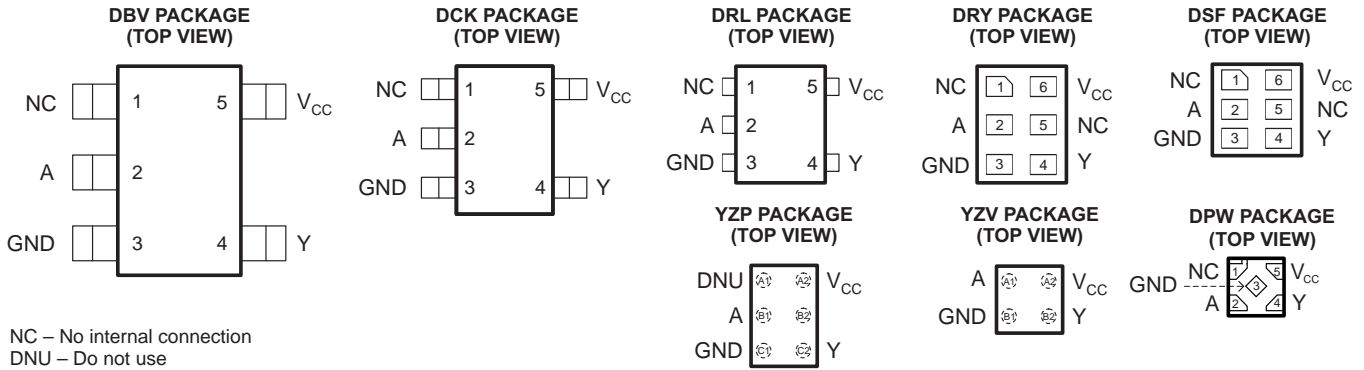 DBV PACKAGE
(TOP VIEW)
NC 1 5 VCC
A 2
GND 3 4 Y
DCK PACKAGE
(TOP VIEW)
NC 1 5 VCC
A 2
GND 3 4 Y
DRL PACKAGE
(TOP VIEW)
NC 1 5 VCC
A 2
GND 3 4 Y
DRY PACKAGE
(TOP VIEW)
NC 1 6 VCC
A 2 5 NC
GND 3 4 Y
DSF PACKAGE
(TOP VIEW)
NC 1 6 VCC
A 2 5 NC
GND 3 4 Y
YZP PACKAGE
(TOP VIEW)
DNU A1 A2 VCC
A B1 B2
GND C1 C2 Y
YZV PACKAGE
(TOP VIEW)
A A1 A2 VCC
GND B1 B2 Y
DPW PACKAGE
(TOP VIEW)
NC 1 5 VCC
GND 3
A 2 4 Y
NC – No internal connection
DNU – Do not use